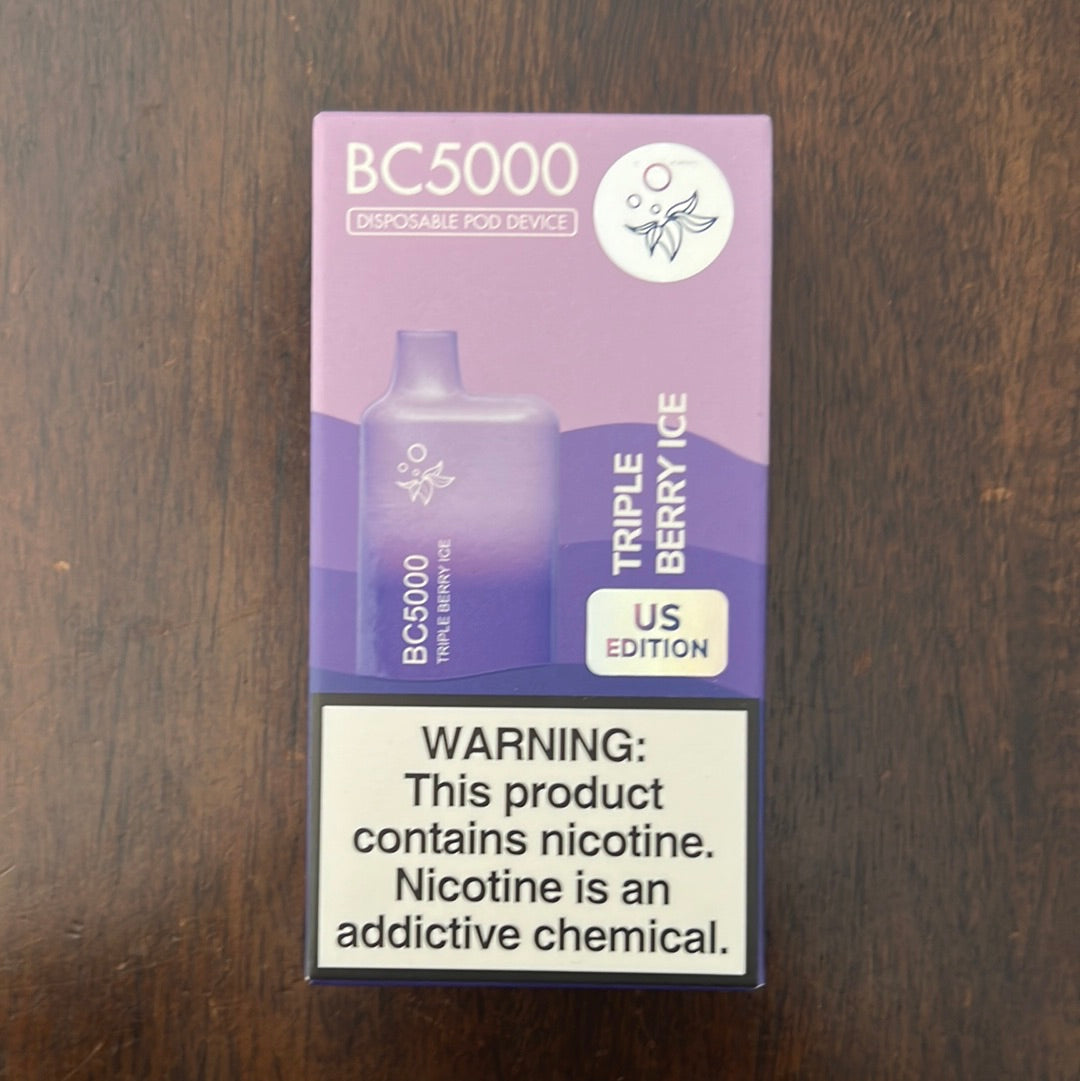 BC5000
DISPOSABLE POD DEVICE
TRIPLE
BERRY ICE
BC5000
TRIPLE BERRY ICE
US
EDITION
WARNING:
This product
contains nicotine.
Nicotine is an
addictive chemical.